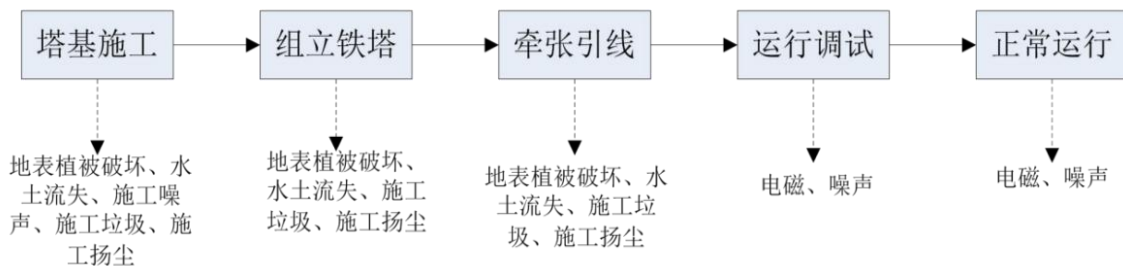 塔基施工
组立铁塔
牵张引线
运行调试
正常运行
地表植被破坏、水
土流失、施工噪
声、施工垃圾、施
工扬尘
地表植被破坏、
水土流失、施工
垃圾、施工扬尘
地表植被破坏、水
土流失、施工垃
圾、施工扬尘
电磁、噪声
电磁、噪声